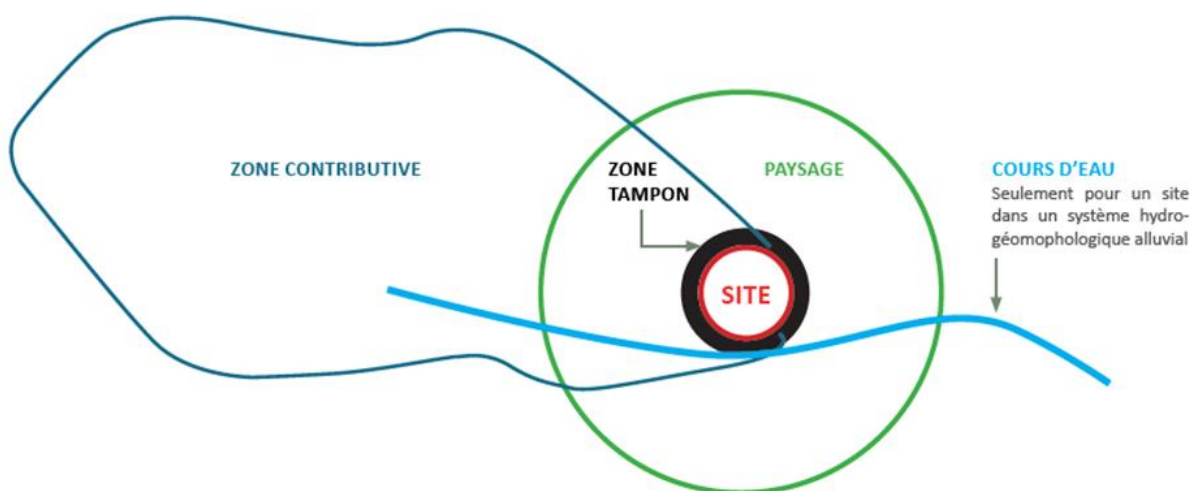 ZONE CONTRIBUTIVE
ZONE
TAMPON
PAYSAGE
COURS D'EAU
Seulement pour un site
dans un système hydro-
géomophologique alluvial
SITE